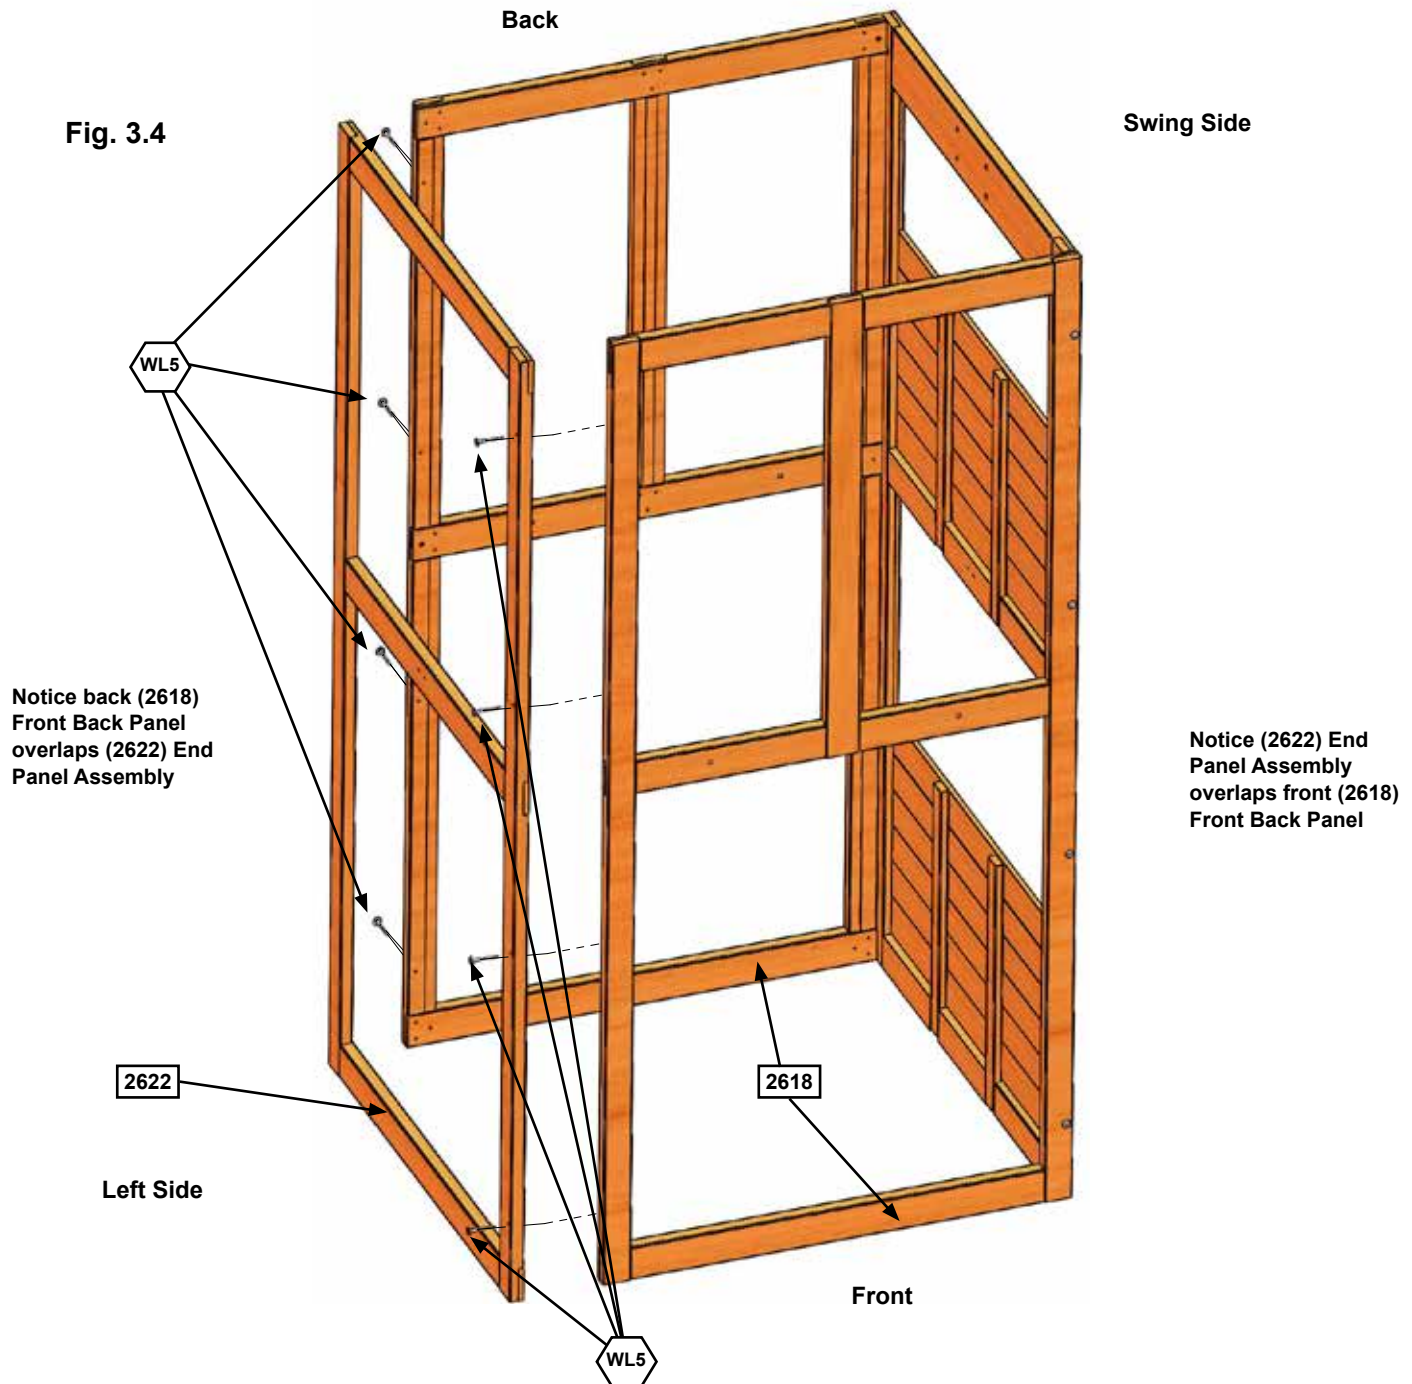 Back
Fig. 3.4
Swing Side
WL5
Notice back (2618)
Front Back Panel
overlaps (2622) End
Panel Assembly
Notice (2622) End
Panel Assembly
overlaps front (2618)
Front Back Panel
2622
2618
Left Side
Front
WL5